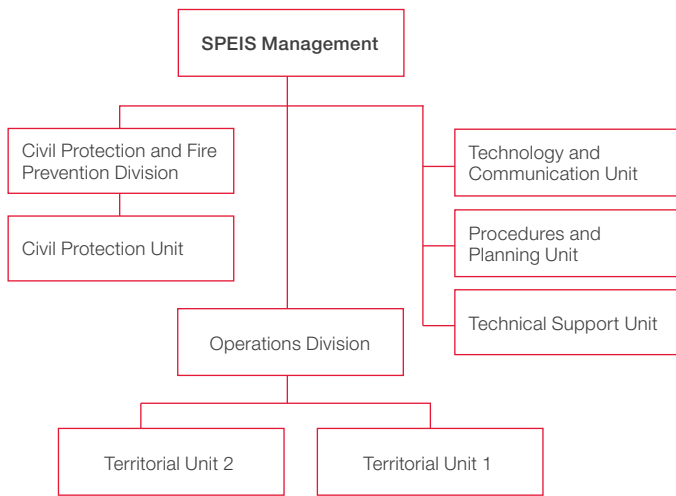 SPEIS Management
Civil Protection and Fire
Prevention Division
Civil Protection Unit
Technology and
Communication Unit
Procedures and
Planning Unit
Technical Support Unit
Operations Division
Territorial Unit 2
Territorial Unit 1